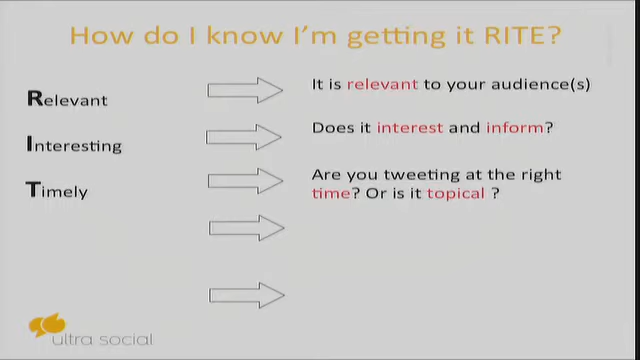 How do I know I'm getting it RITE?
Relevant
It is relevant to your audience(s)
Interesting
Does it interest and inform?
Timely
Are you tweeting at the right
time? Or is it topical ?
ultra social